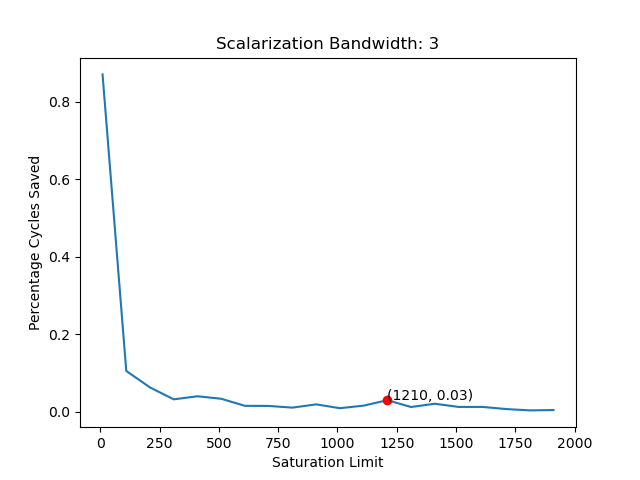 Scalarization Bandwidth: 3
Percentage Cycles Saved
0.8
0.6
0.4
0.2
0.0
(1210, 0.03)
0 250 500 750 1000 1250 1500 1750 2000
Saturation Limit